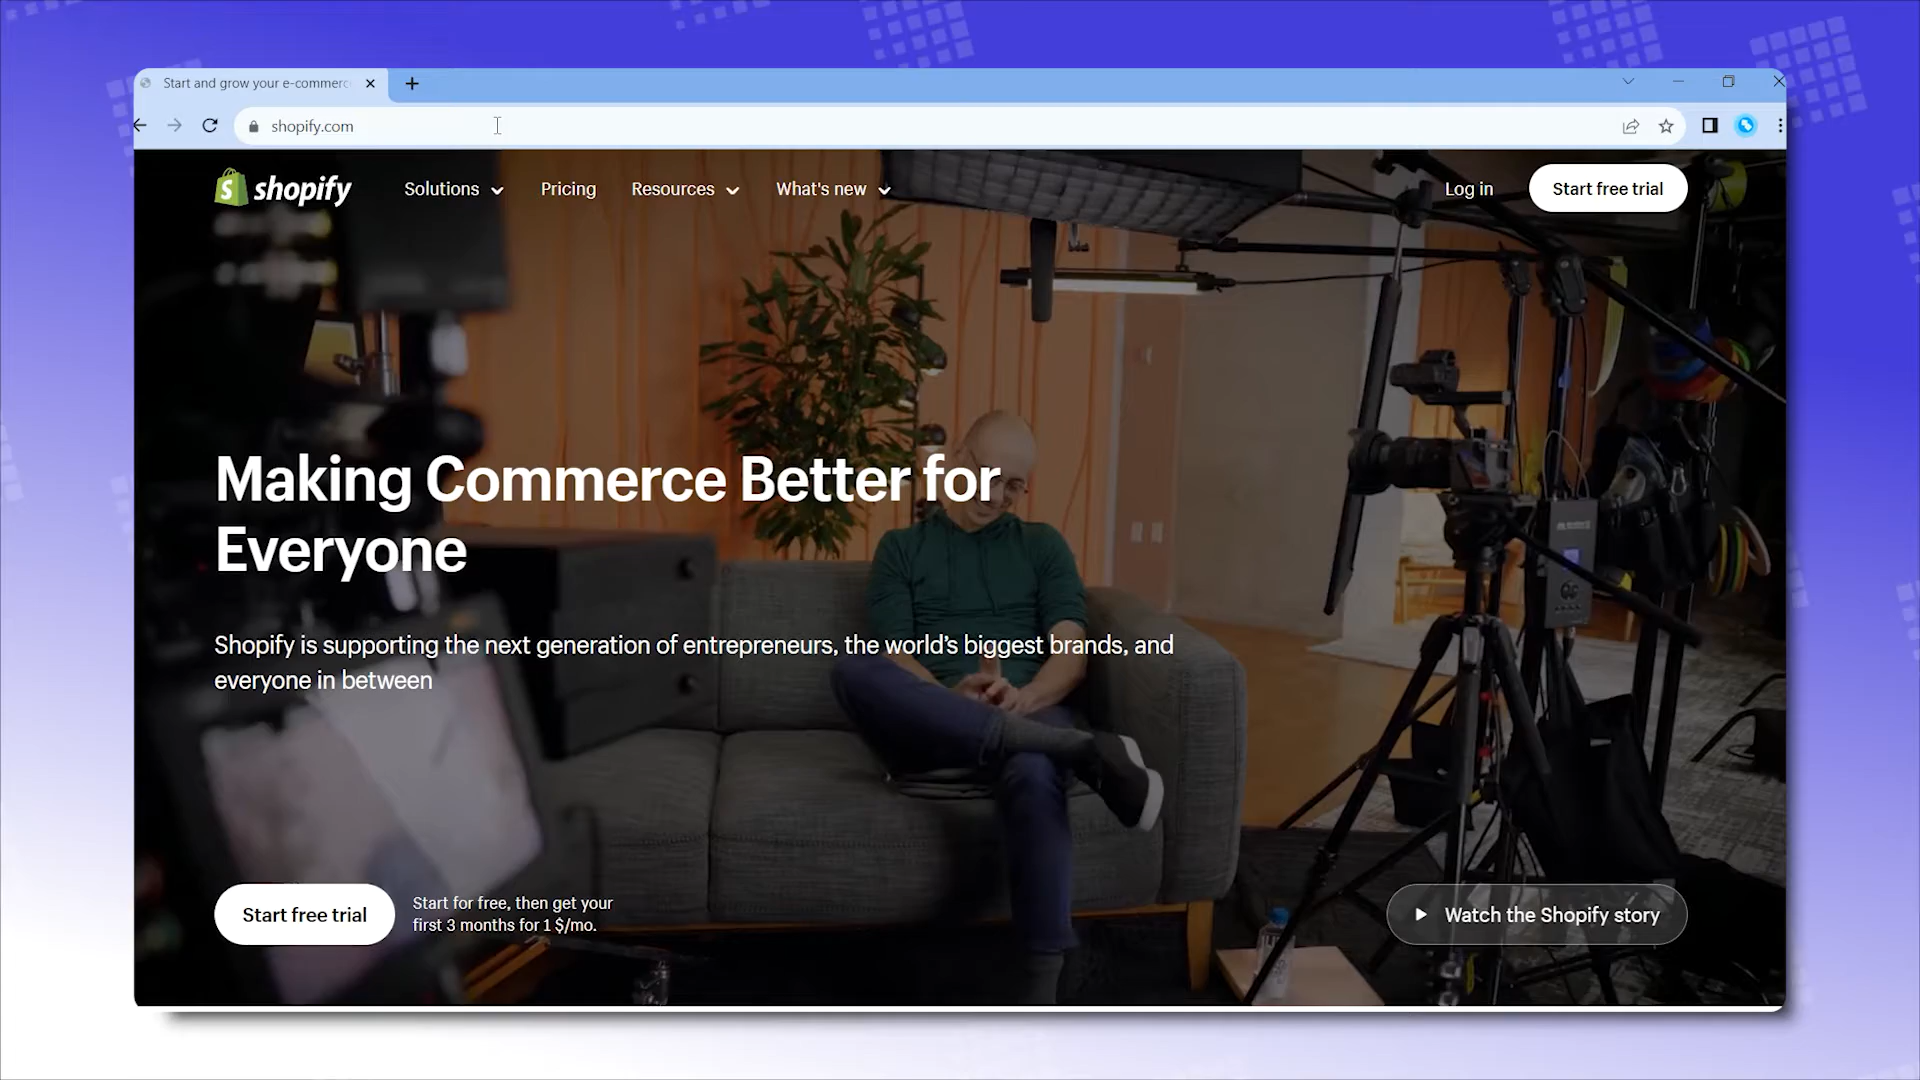 Start and grow your e-commerc
shopify.com
shopify
Solutions
Pricing
Resources
What's new
Log in
Start free trial
Making Commerce Better for
Everyone
Shopify is supporting the next generation of entrepreneurs, the world’s biggest brands, and
everyone in between
Start free trial
Start for free, then get your
first 3 months for 1 $/mo.
Watch the Shopify story